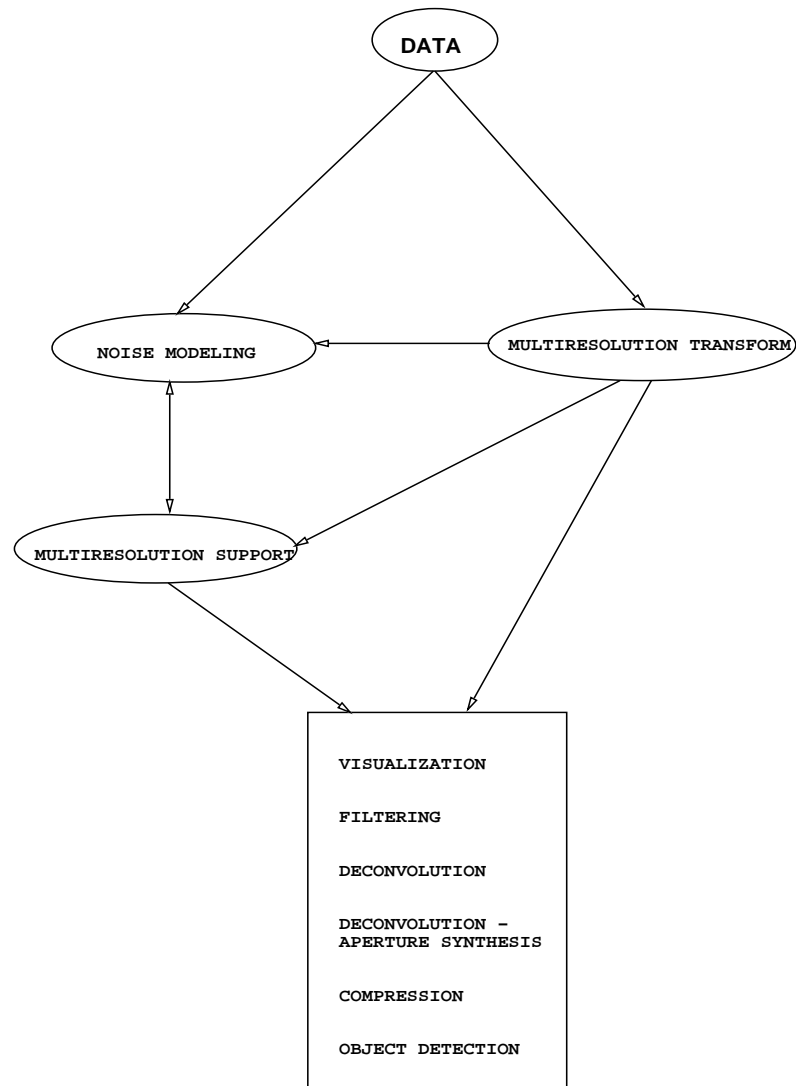 DATA
NOISE MODELING
MULTIRESOLUTION TRANSFORM
MULTIRESOLUTION SUPPORT
VISUALIZATION
FILTERING
DECONVOLUTION
DECONVOLUTION –
APERTURE SYNTHESIS
COMPRESSION
OBJECT DETECTION